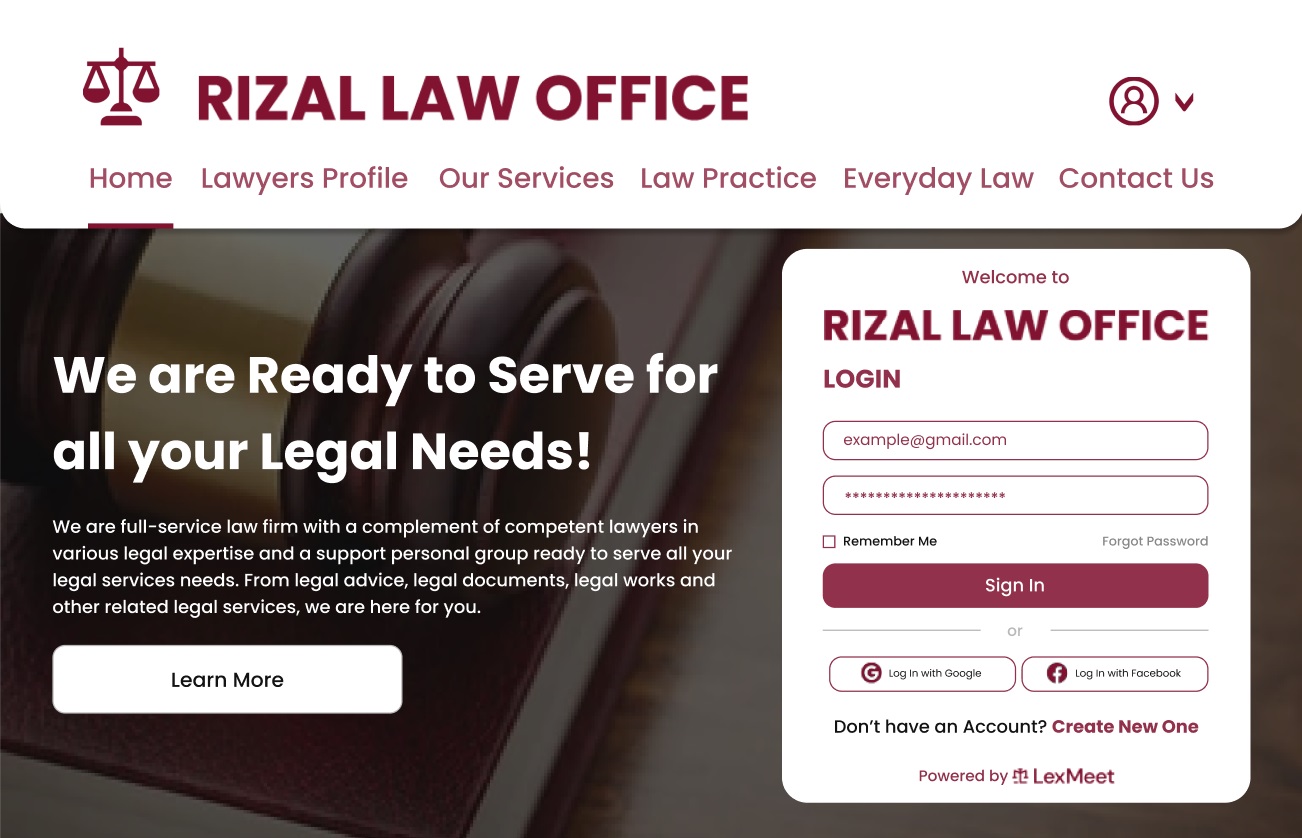 RIZAL LAW OFFICE
Home Lawyers Profile Our Services Law Practice Everyday Law Contact Us
We are Ready to Serve for
all your Legal Needs!
We are full-service law firm with a complement of competent lawyers in
various legal expertise and a support personal group ready to serve all your
legal services needs. From legal advice, legal documents, legal works and
other related legal services, we are here for you.
Learn More
Welcome to
RIZAL LAW OFFICE
LOGIN
example@gmail.com
*********************
Remember Me Forgot Password
Sign In
or
Log In with Google Log In with Facebook
Don’t have an Account? Create New One
Powered by LexMeet